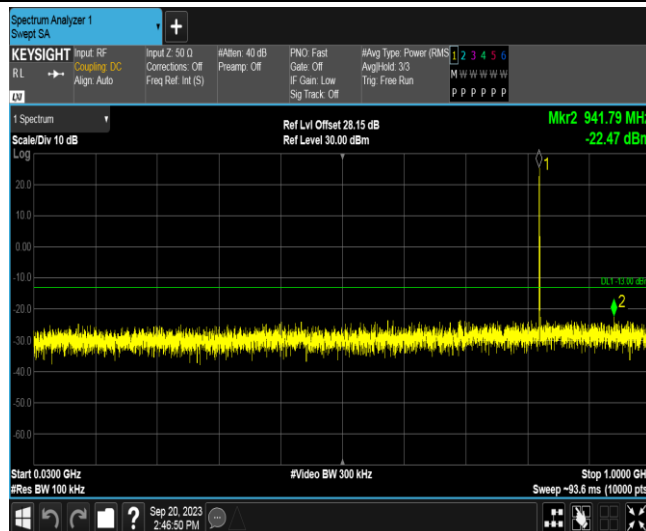 Spectrum Analyzer 1
Swept SA
+
KEYSIGHT
RL
LXI
Input: RF
Coupling: DC
Align: Auto
Input Z: 50 Ω
Corrections: Off
Freq Ref: Int (S)
#Atten: 40 dB
Preamp: Off
PNO: Fast
Gate: Off
IF Gain: Low
Sig Track: Off
#Avg Type: Power (RMS
Avg|Hold: 3/3
Trig: Free Run
1 2 3 4 5 6
M W W W W W
P P P P P P
1 Spectrum
Scale/Div 10 dB
Log
Ref Lvl Offset 28.15 dB
Ref Level 30.00 dBm
Mkr2 941.79 MHz
-22.47 dBm
1
20.0
10.0
0.00
-10.0
DL1 -13.00 dBm
2
-20.0
-30.0
-40.0
-50.0
-60.0
Start 0.0300 GHz
#Res BW 100 kHz
#Video BW 300 kHz
Stop 1.0000 GH
Sweep ~93.6 ms (10000 pts
?
Sep 20, 2023
2:46:50 PM